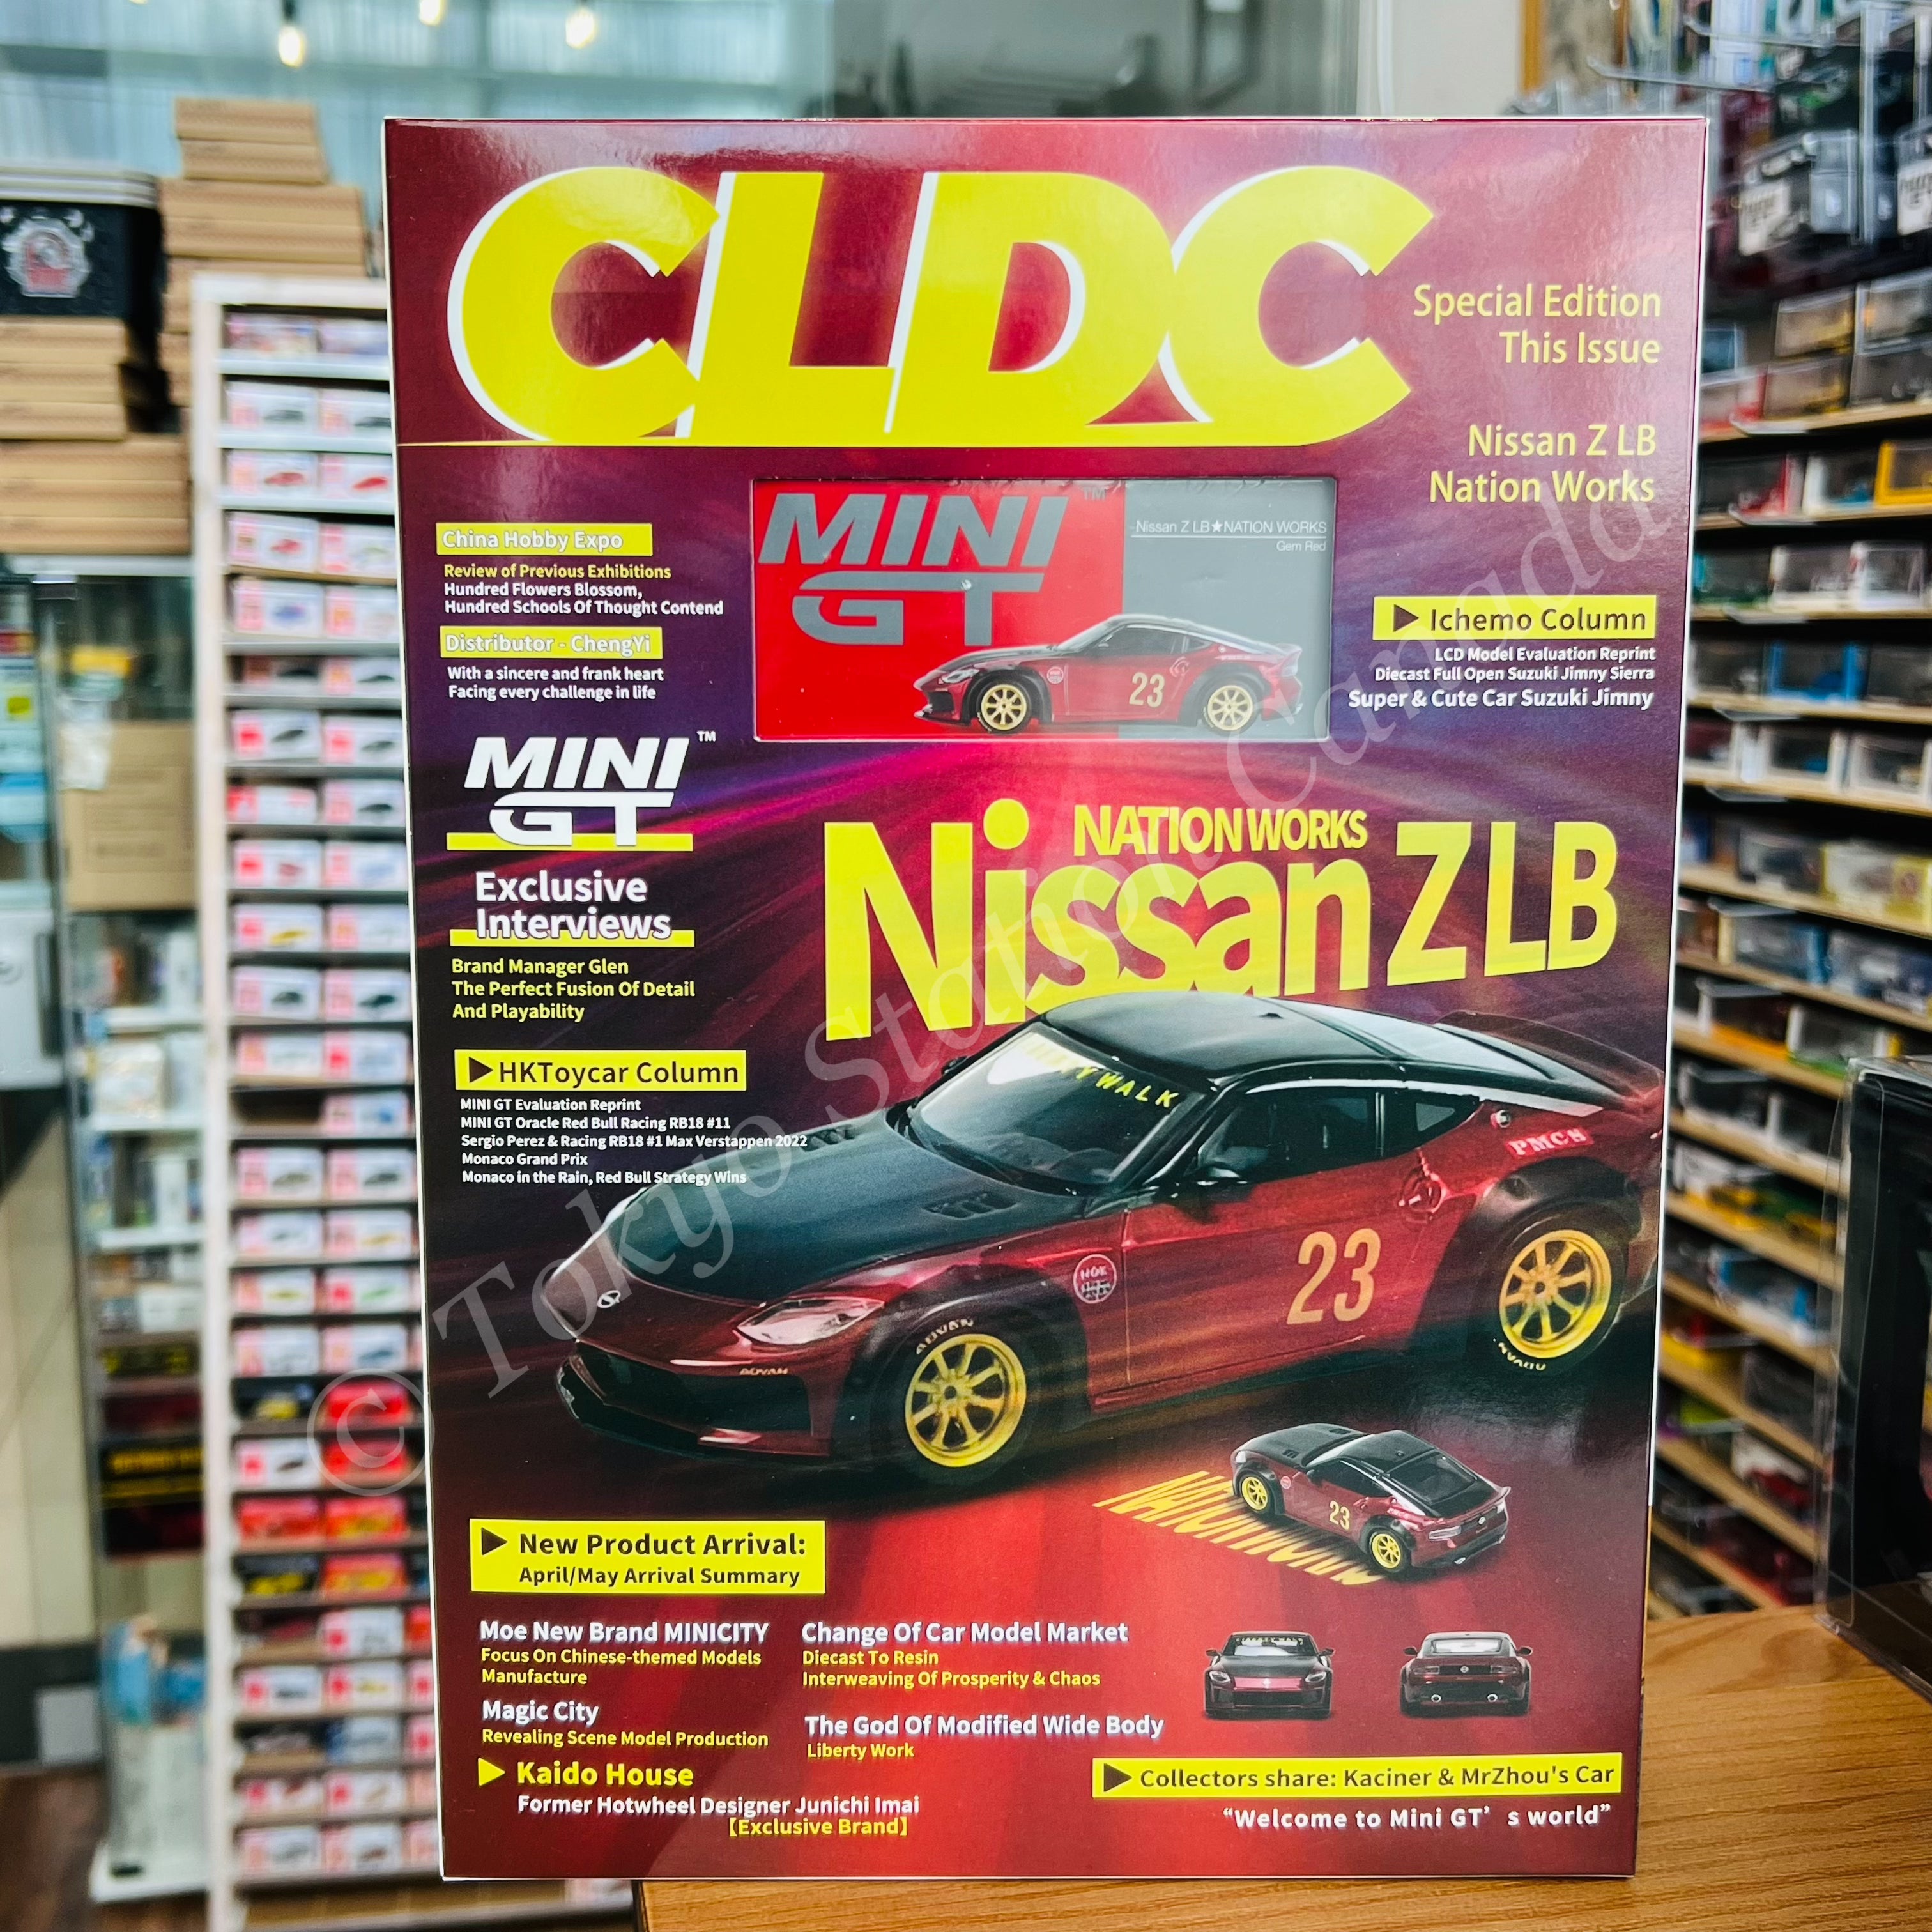 CLDC
Special Edition
This Issue
Nissan Z LB
Nation Works
China Hobby Expo
Review of Previous Exhibitions
Hundred Flowers Blossom,
Hundred Schools Of Thought Contend
Distributor - ChengYi
With a sincere and frank heart
Facing every challenge in life
MINI
GT
TM
Nissan Z LB★NATION WORKS
Gem Red
23
▶ Ichemo Column
LCD Model Evaluation Reprint
Diecast Full Open Suzuki Jimny Sierra
Super & Cute Car Suzuki Jimny
MINI
GT
TM
Exclusive
Interviews
Brand Manager Glen
The Perfect Fusion Of Detail
And Playability
NATION WORKS
Nissan Z LB
▶HKToycar Column
MINI GT Evaluation Reprint
MINI GT Oracle Red Bull Racing RB18 #11
Sergio Perez & Racing RB18 #1 Max Verstappen 2022
Monaco Grand Prix
Monaco in the Rain, Red Bull Strategy Wins
WALK
PMCH
23
ADVAN
ADVAN
ADVAN
23
▶ New Product Arrival:
April/May Arrival Summary
Moe New Brand MINICITY
Focus On Chinese-themed Models
Manufacture
Magic City
Revealing Scene Model Production
▶ Kaido House
Former Hotwheel Designer Junichi Imai
【Exclusive Brand】
Change Of Car Model Market
Diecast To Resin
Interweaving Of Prosperity & Chaos
The God Of Modified Wide Body
Liberty Work
▶ Collectors share: Kaciner & MrZhou's Car
“Welcome to Mini GT’ s world”
© Tokyo Station Canada